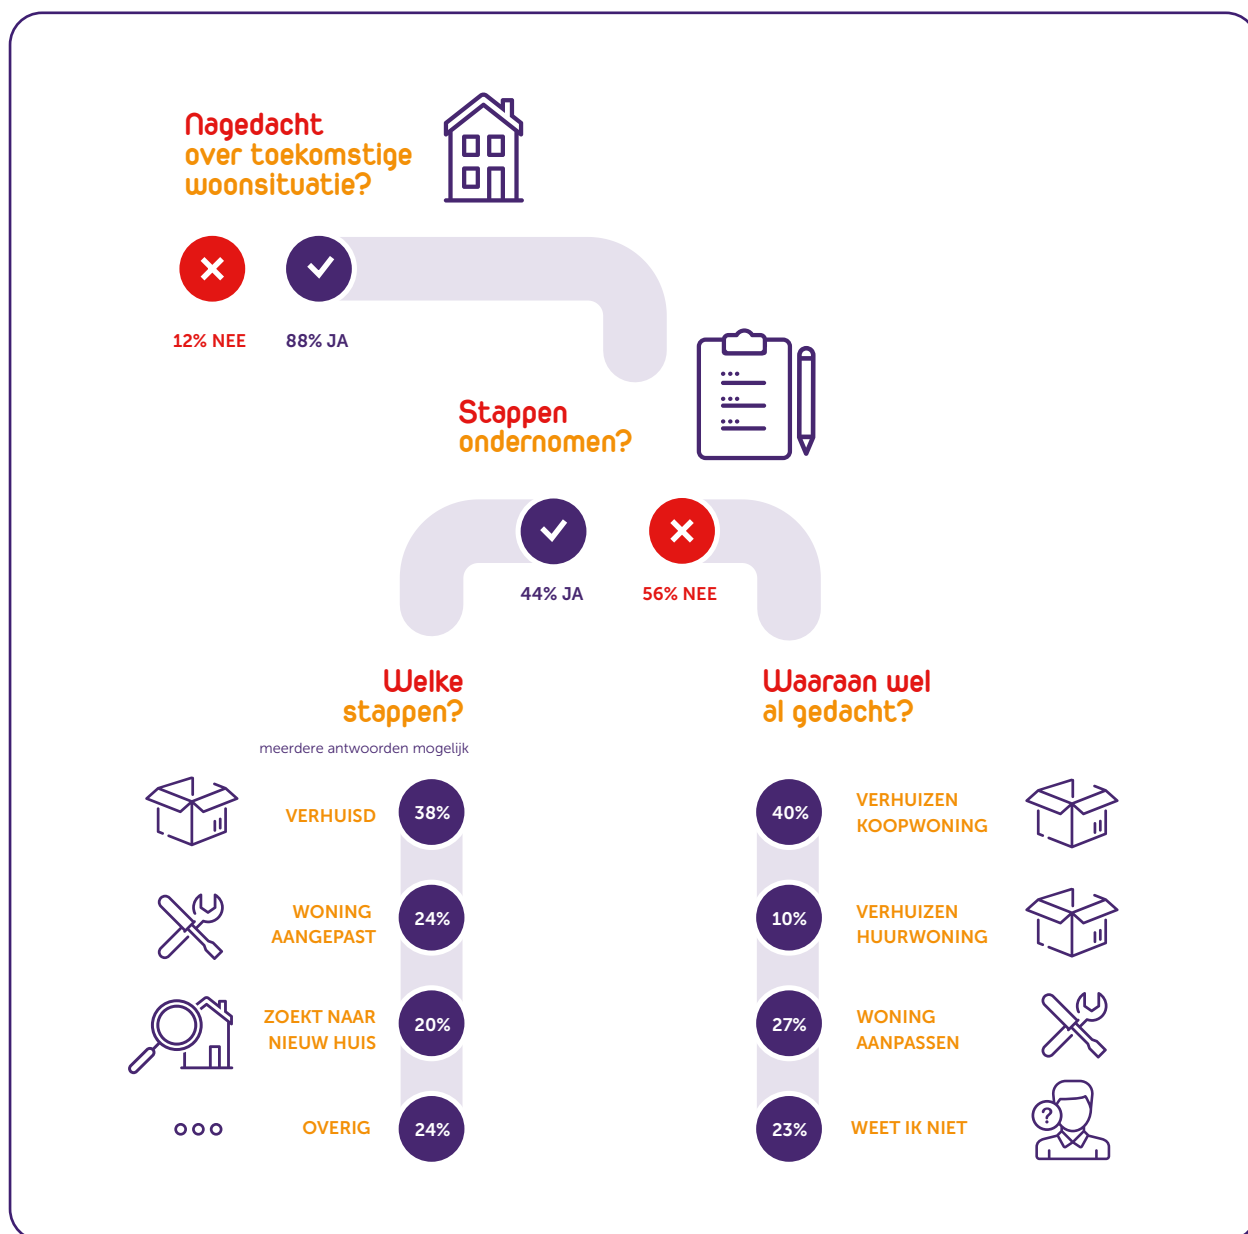 Nagedacht
over toekomstige
woonsituatie?
12% NEE
88% JA
Stappen
ondernomen?
44% JA
56% NEE
Welke
stappen?
meerdere antwoorden mogelijk
VERHUISD
38%
WONING
AANGEPAST
24%
ZOEKT NAAR
NIEUW HUIS
20%
OVERIG
24%
Waaraan wel
al gedacht?
40%
VERHUIZEN
KOOPWONING
10%
VERHUIZEN
HUURWONING
27%
WONING
AANPASSEN
23%
WEET IK NIET
?